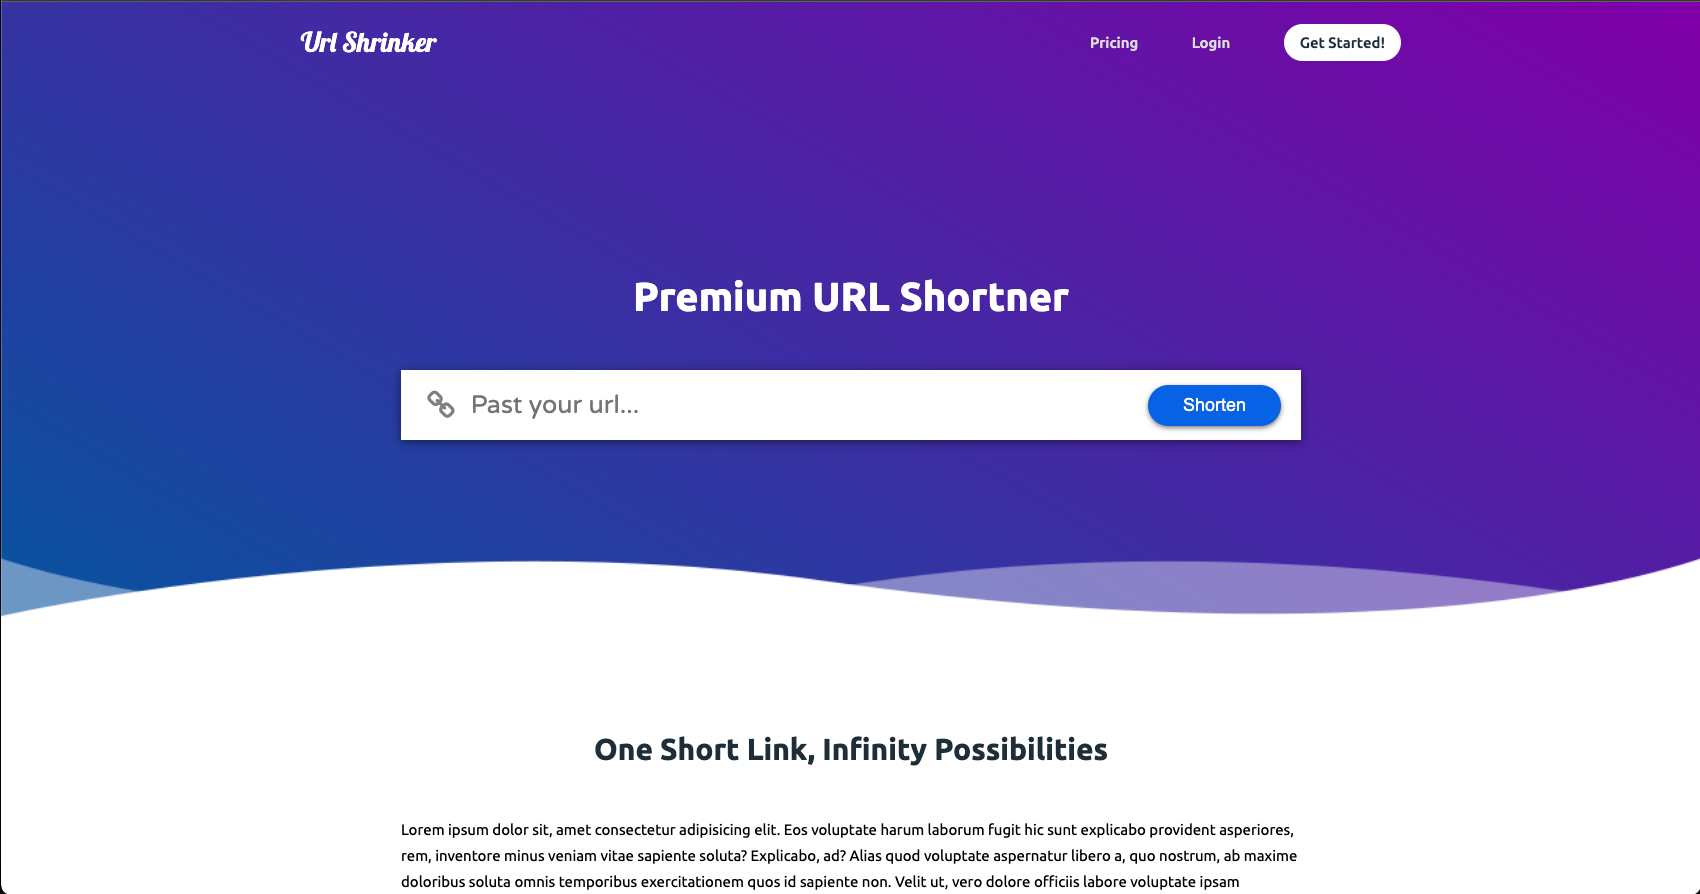 Url Shrinker
Pricing
Login
Get Started!
Premium URL Shortner
Past your url...
Shorten
One Short Link, Infinity Possibilities
Lorem ipsum dolor sit, amet consectetur adipisicing elit. Eos voluptate harum laborum fugit hic sunt explicabo provident asperiores,
rem, inventore minus veniam vitae sapiente soluta? Explicabo, ad? Alias quod voluptate aspernatur libero a, quo nostrum, ab maxime
doloribus soluta omnis temporibus exercitationem quos id sapiente non. Velit ut, vero dolore officiis labore voluptate ipsam